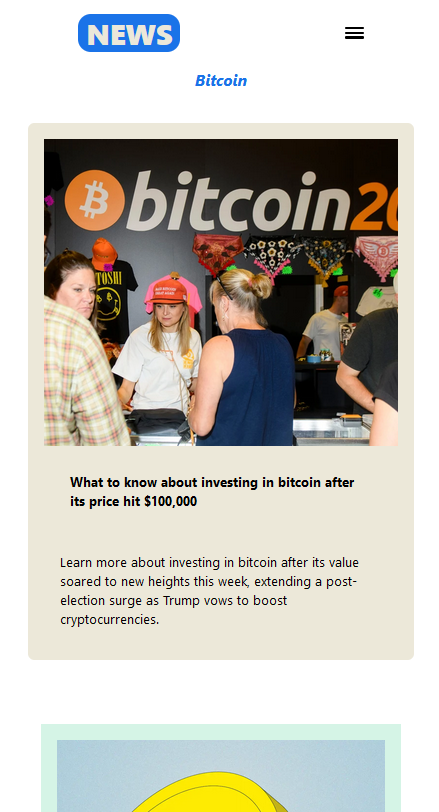 NEWS
Bitcoin
bitcoin20
What to know about investing in bitcoin after
its price hit $100,000
Learn more about investing in bitcoin after its value
soared to new heights this week, extending a post-
election surge as Trump vows to boost
cryptocurrencies.